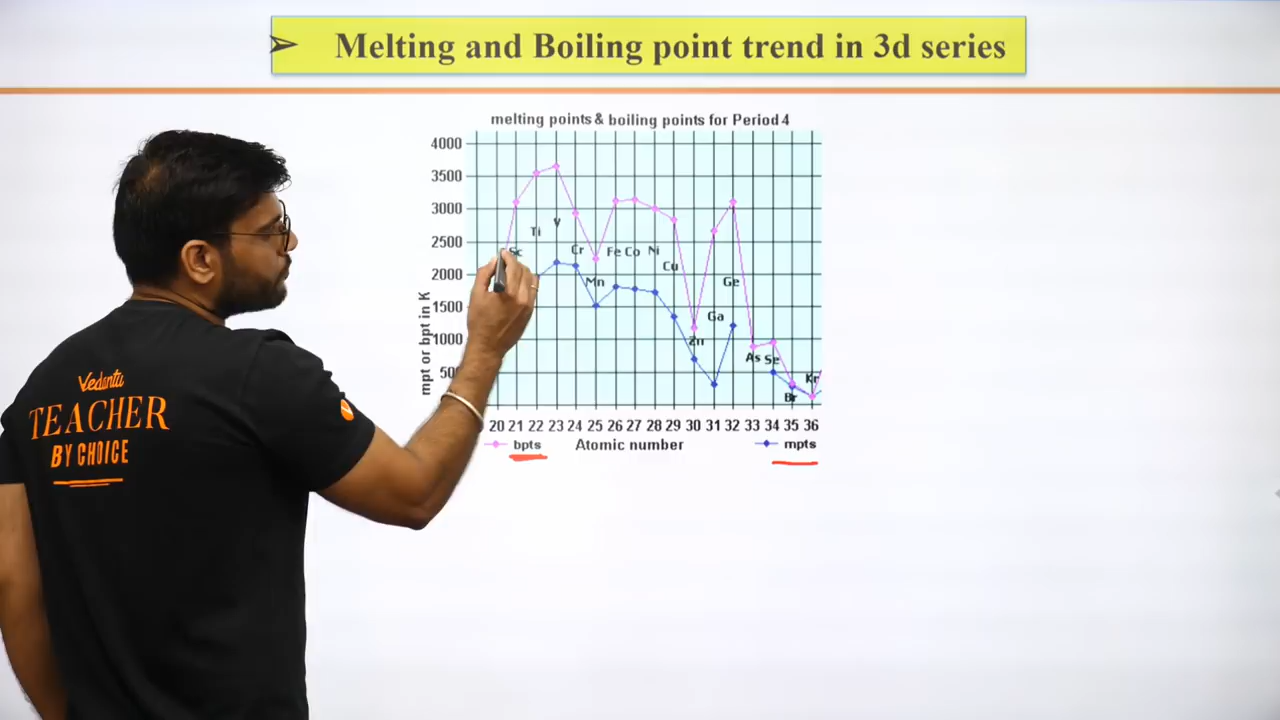 ➢ Melting and Boiling point trend in 3d series
melting points & boiling points for Period 4
4000
3500
3000
2500
2000
1500
1000
500
mpt or bpt in K
Sc
Ti
V
Cr
Mn
Fe
Co
Ni
Cu
Zn
Ga
Ge
As
Se
Br
Kr
20 21 22 23 24 25 26 27 28 29 30 31 32 33 34 35 36
bpts
Atomic number
mpts
Vedantu
TEACHER
BY CHOICE